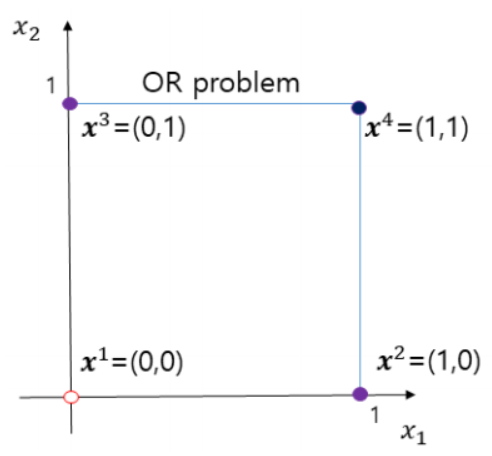 x₂
1
OR problem
x³=(0,1)
x⁴=(1,1)
x¹=(0,0)
x²=(1,0)
1
x₁